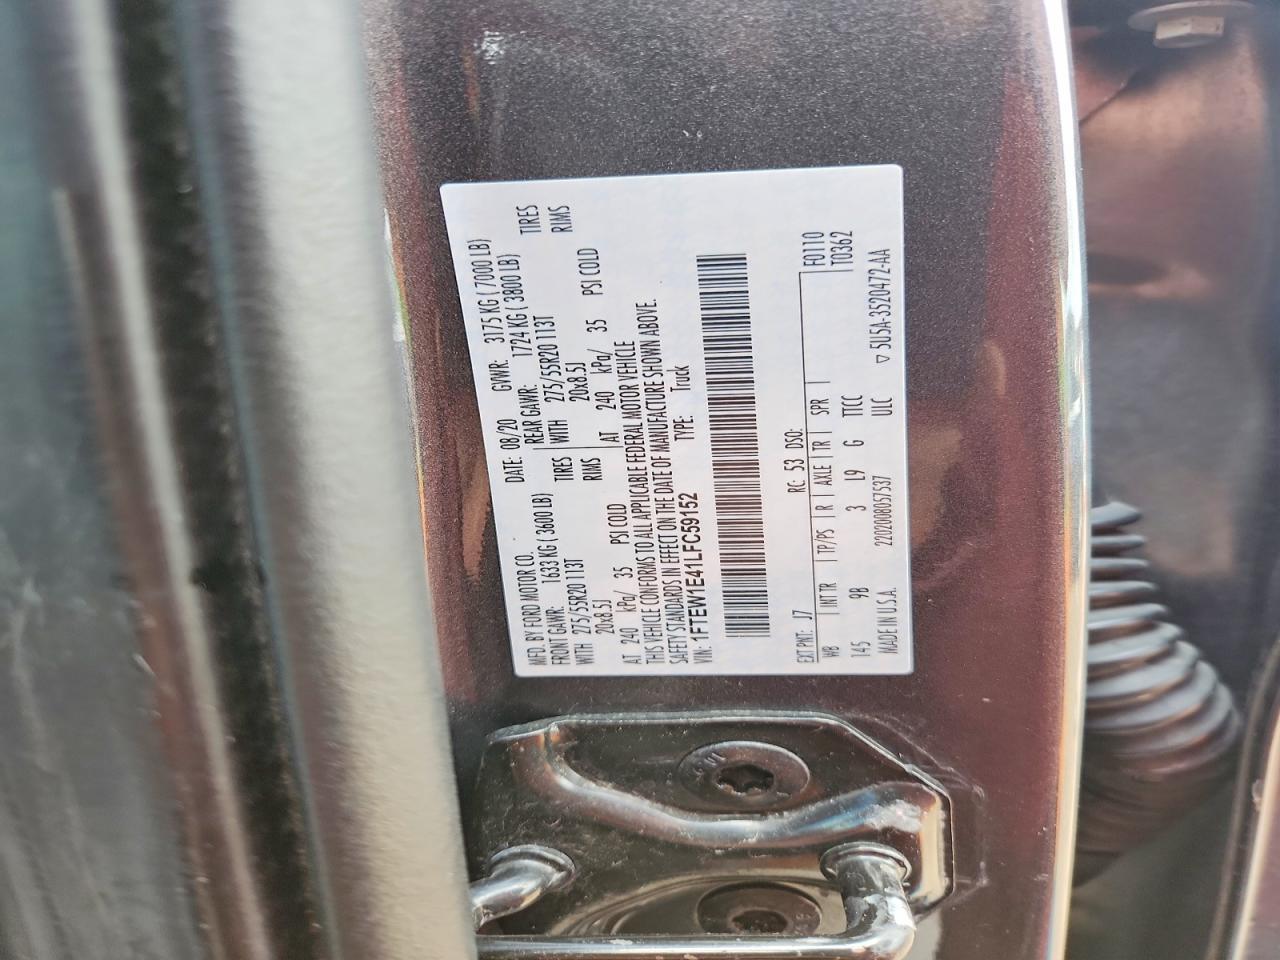 MFD. BY FORD MOTOR CO. DATE: 08/20 GVWR: 3175 KG ( 7000 LB)
FRONT GAWR: 1633 KG ( 3600 LB) REAR GAWR: 1724 KG ( 3800 LB)
WITH 275/55R20 113T TIRES WITH 275/55R20 113T TIRES
20x8.5J RIMS 20x8.5J RIMS
AT 240 kPa/ 35 PSI COLD AT 240 kPa/ 35 PSI COLD
THIS VEHICLE CONFORMS TO ALL APPLICABLE FEDERAL MOTOR VEHICLE
SAFETY STANDARDS IN EFFECT ON THE DATE OF MANUFACTURE SHOWN ABOVE.
VIN: 1FTEW1E41LFC59152 TYPE: Truck
F0110
EXT PNT: J7 RC: 53 DSO: T0362
WB INT TR TP/PS R AXLE TR SPR
145 9B 3 L9 G TTCC
MADE IN U.S.A. 2202008057537 ULC ▽ 5U5A-3520472-AA